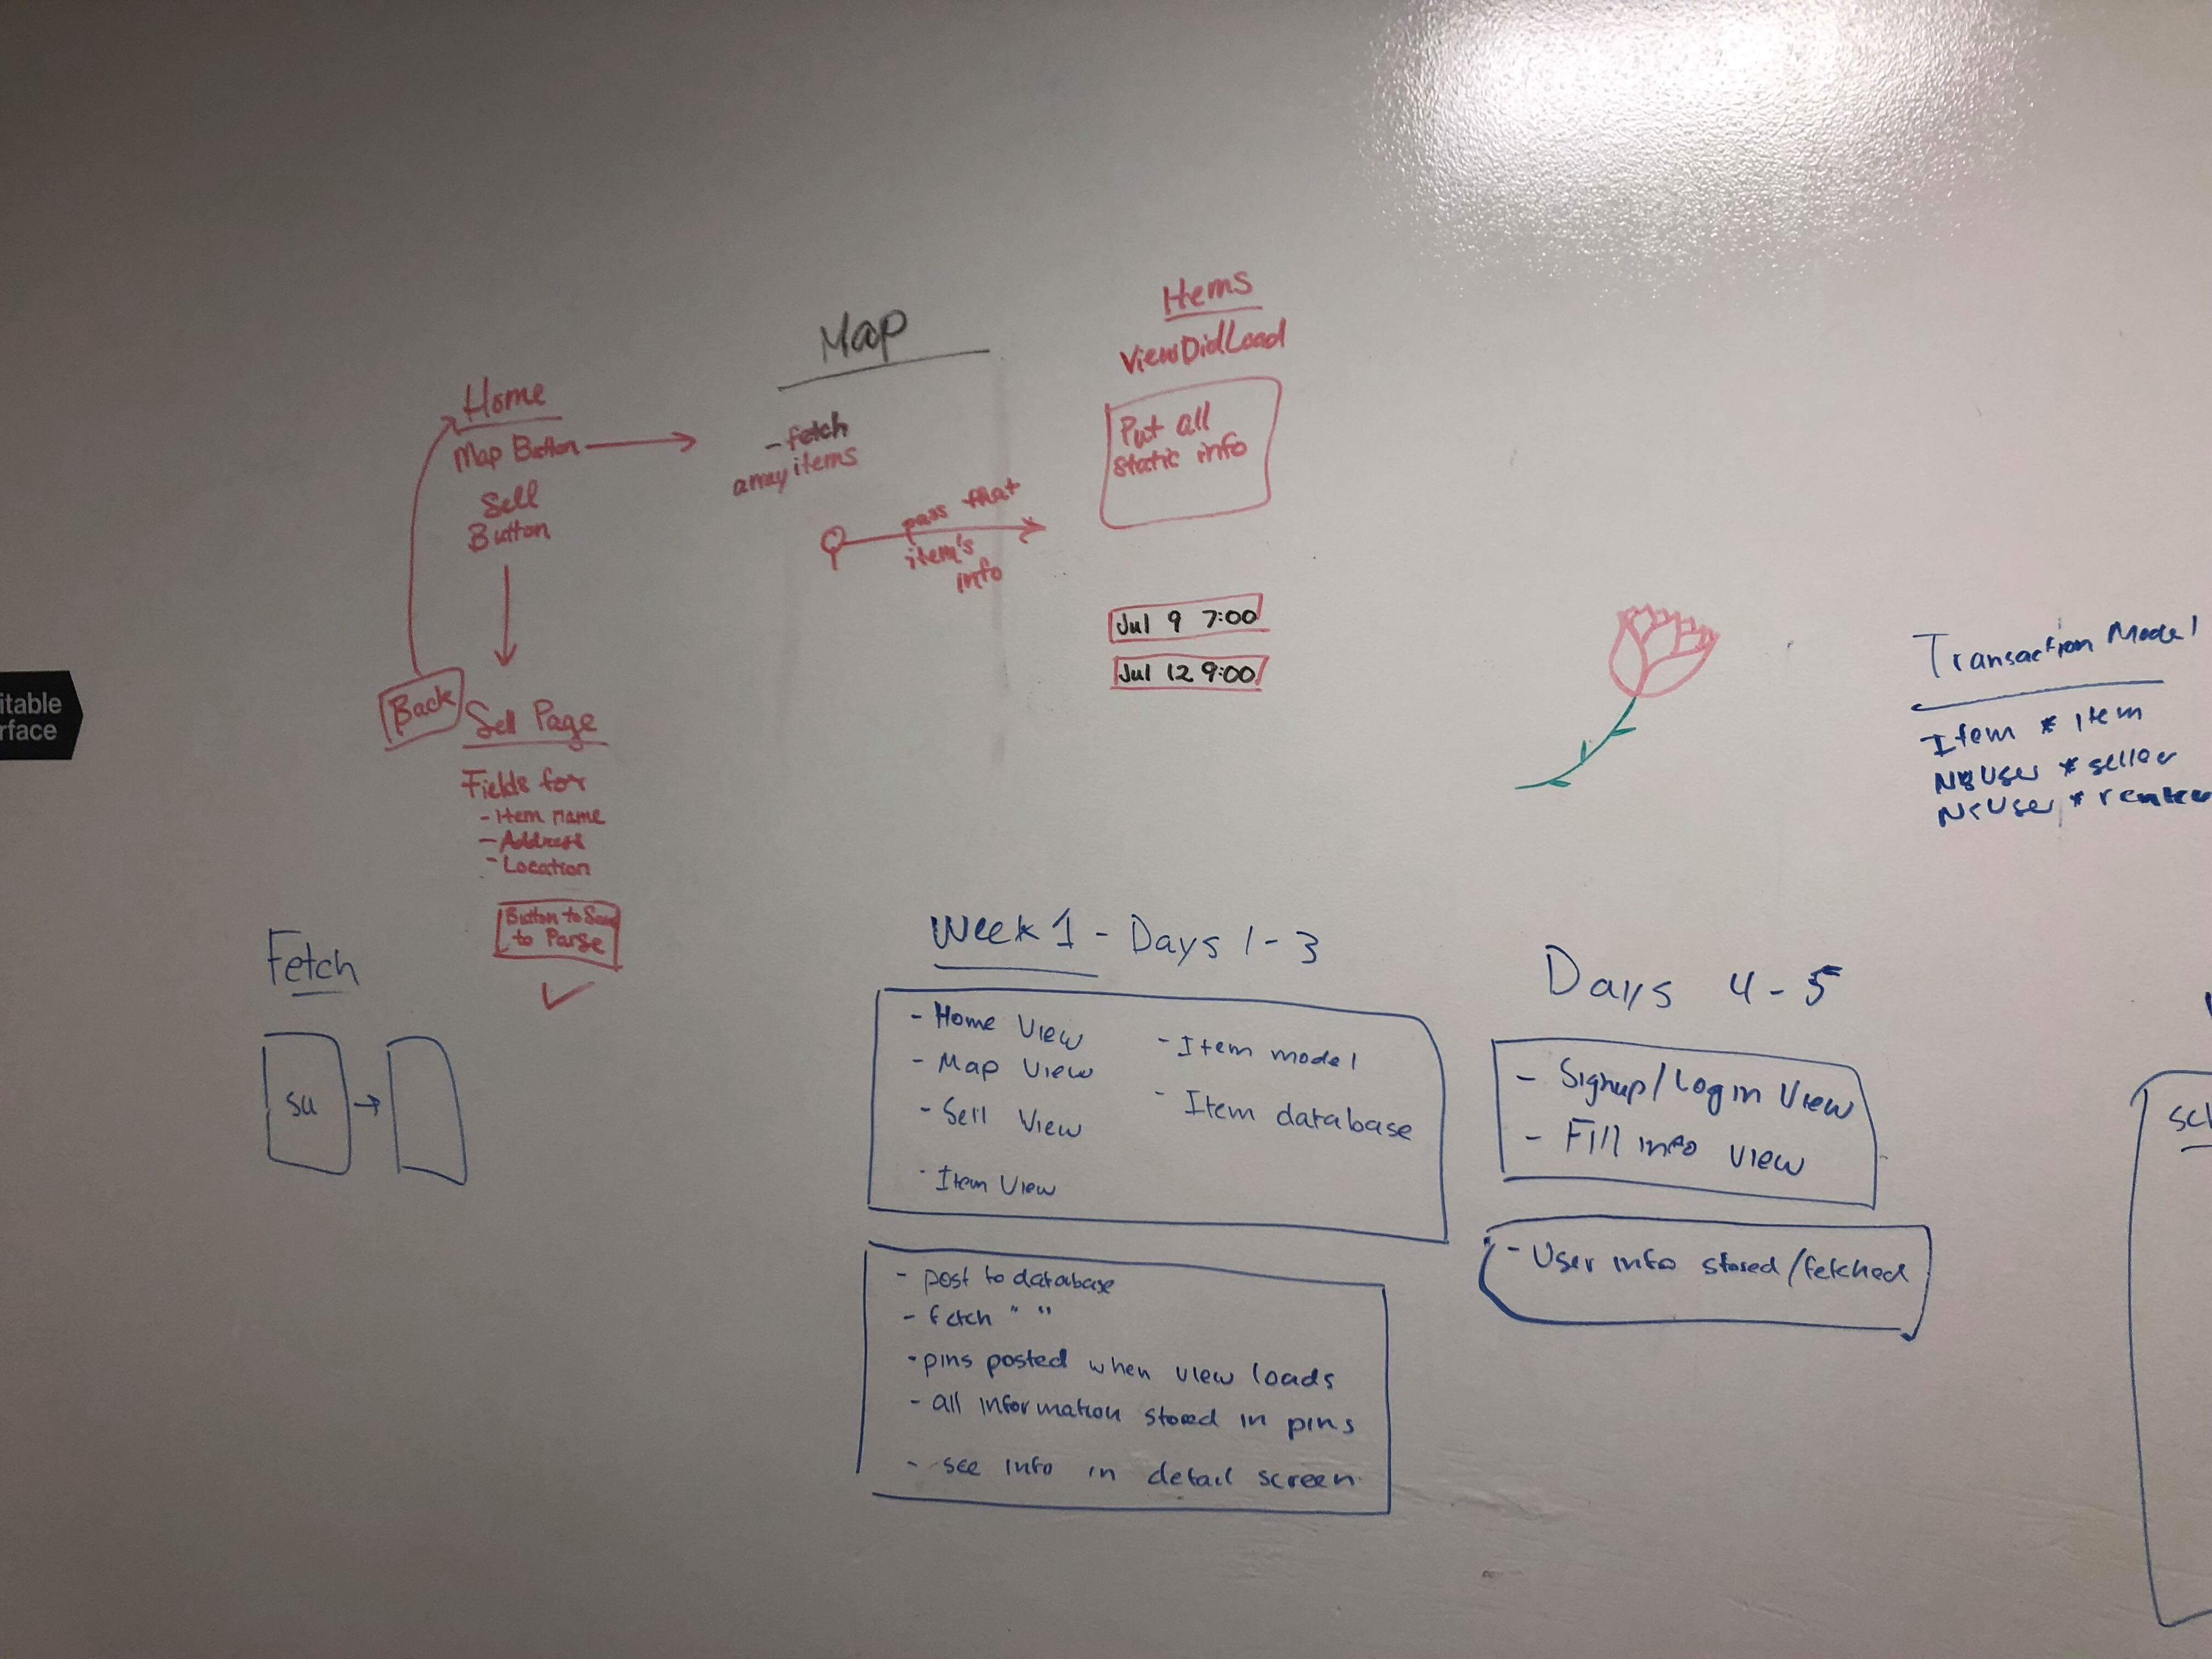 Home
Map Button
Sell
Button
Back
Sell Page
Fields for
- Item name
- Address
- Location
Button to Save
to Parse
Map
- fetch
array items
pass that
item's
info
Items
ViewDidLoad
Put all
static info
Jul 9 7:00
Jul 12 9:00
itable
rface
Transaction Model
Item * item
User * seller
User * renter
Fetch
Week 1 - Days 1-3
- Home View
- Map View
- Sell View
- Item View
- Item model
- Item database
- post to database
- fetch " "
- pins posted when view loads
- all information stored in pins
- see info in detail screen
Days 4-5
- Signup/Login View
- Fill info view
- User info stored/fetched